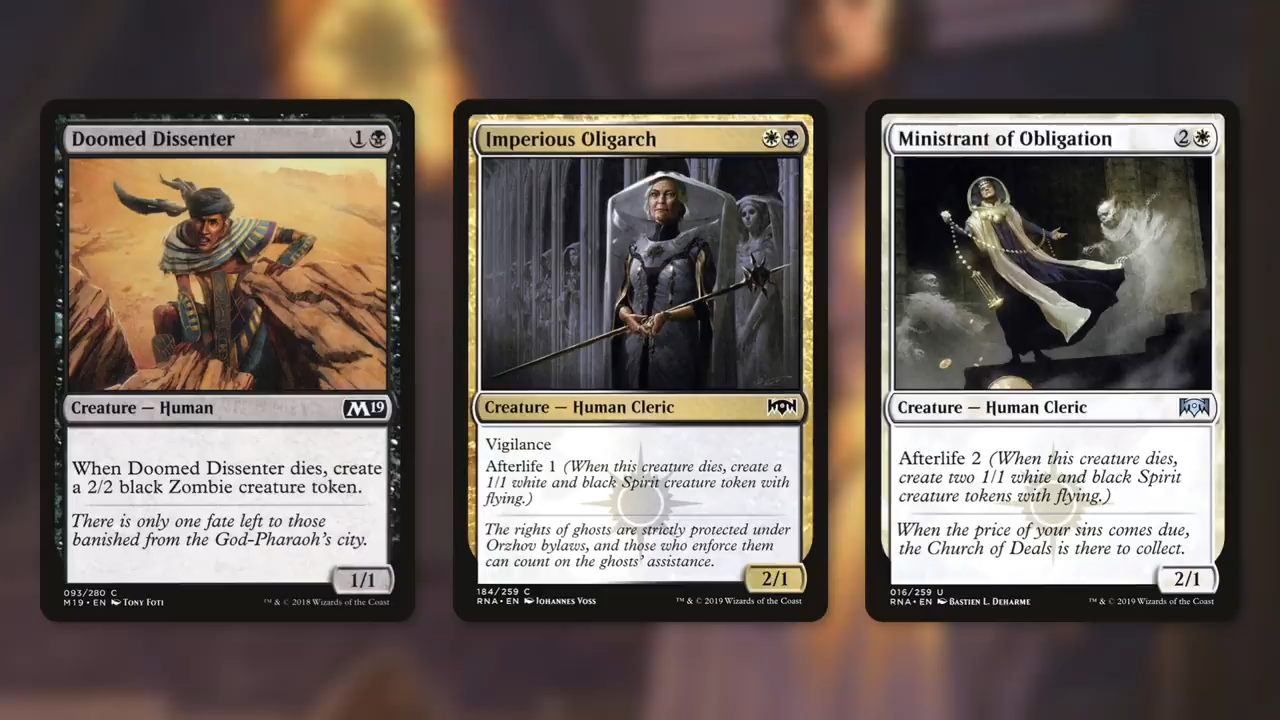 Doomed Dissenter 1
Creature — Human M19
When Doomed Dissenter dies, create
a 2/2 black Zombie creature token.
There is only one fate left to those
banished from the God-Pharaoh's city.
1/1
093/280 C
M19 • EN Tony Foti ™ & © 2018 Wizards of the Coast
Imperious Oligarch
Creature — Human Cleric
Vigilance
Afterlife 1 (When this creature dies, create a
1/1 white and black Spirit creature token with
flying.)
The rights of ghosts are strictly protected under
Orzhov bylaws, and those who enforce them
can count on the ghosts' assistance.
2/1
184/259 C
RNA • EN Johannes Voss ™ & © 2019 Wizards of the Coast
Ministrant of Obligation 2
Creature — Human Cleric
Afterlife 2 (When this creature dies,
create two 1/1 white and black Spirit
creature tokens with flying.)
When the price of your sins comes due,
the Church of Deals is there to collect.
2/1
016/259 U
RNA • EN Bastien L. Deharme ™ & © 2019 Wizards of the Coast